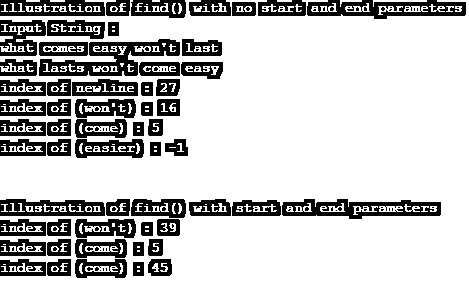 Illustration of find() with no start and end parameters
Input String :
what comes easy won't last
what lasts won't come easy
index of newline : 27
index of (won't) : 16
index of (come) : 5
index of (easier) : -1
Illustration of find() with start and end parameters
index of (won't) : 39
index of (come) : 5
index of (come) : 45